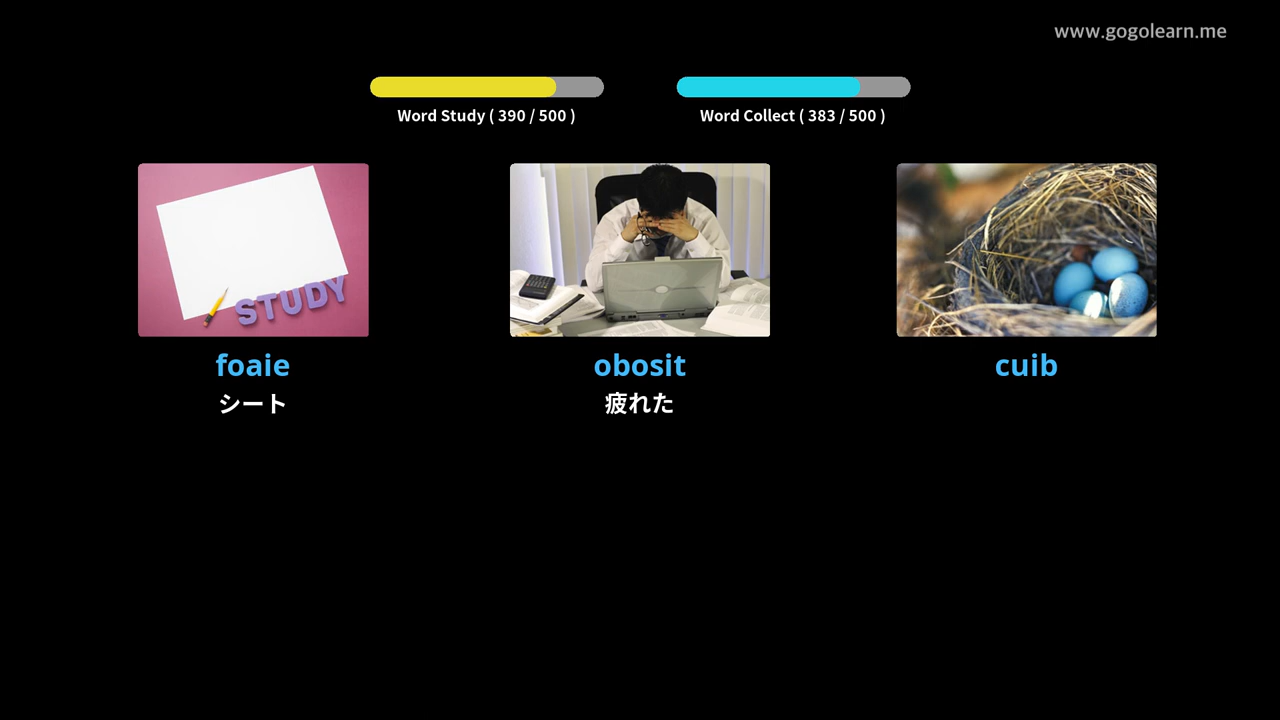 www.gogolearn.me
Word Study ( 390 / 500 )
Word Collect ( 383 / 500 )
STUDY
foaie
obosit
cuib
シート
疲れた